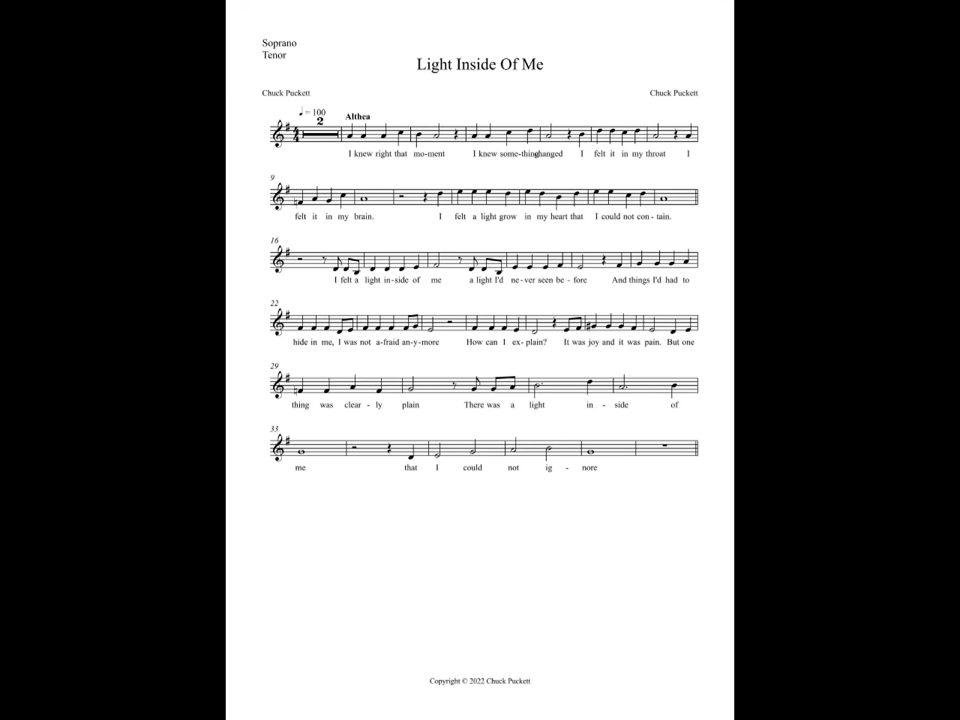 Soprano
Tenor
Light Inside Of Me
Chuck Puckett
Chuck Puckett
= 100
2
Althea
4
4
I knew right that mo-ment I knew some-thing changed I felt it in my throat I
9
felt it in my brain. I felt a light grow in my heart that I could not con - tain.
16
I felt a light in-side of me a light I'd ne-ver seen be - fore And things I'd had to
22
hide in me, I was not a-fraid an-y-more How can I ex-plain? It was joy and it was pain. But one
29
thing was clear - ly plain There was a light in - side of
33
me that I could not ig - nore
Copyright © 2022 Chuck Puckett